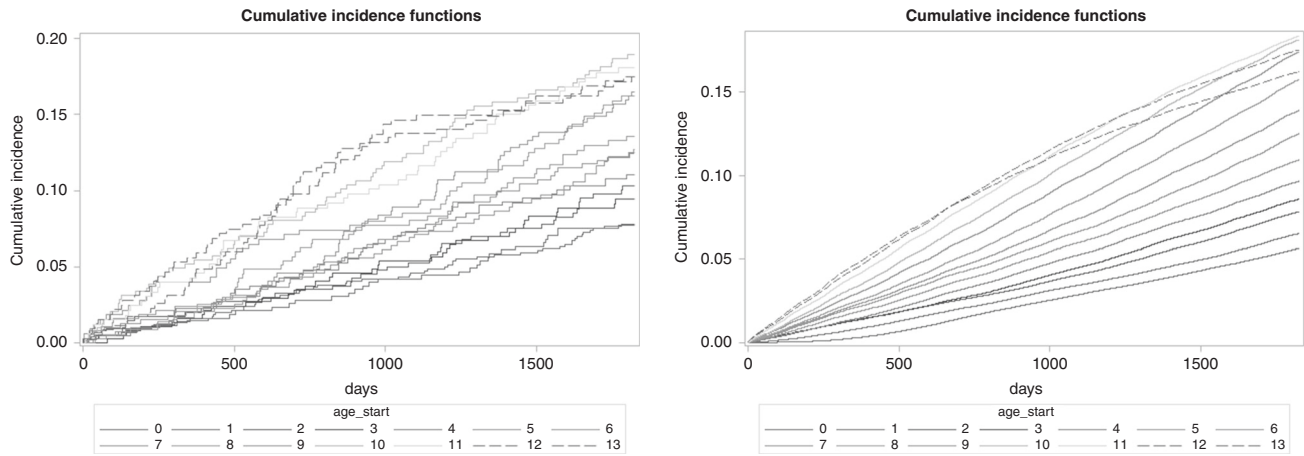 Cumulative incidence functions
0.20
0.15
0.10
0.05
0.00
Cumulative incidence
0 500 1000 1500
days
age_start
0 1 2 3 4 5 6
7 8 9 10 11 12 13
Cumulative incidence functions
0.15
0.10
0.05
0.00
Cumulative incidence
0 500 1000 1500
days
age_start
0 1 2 3 4 5 6
7 8 9 10 11 12 13